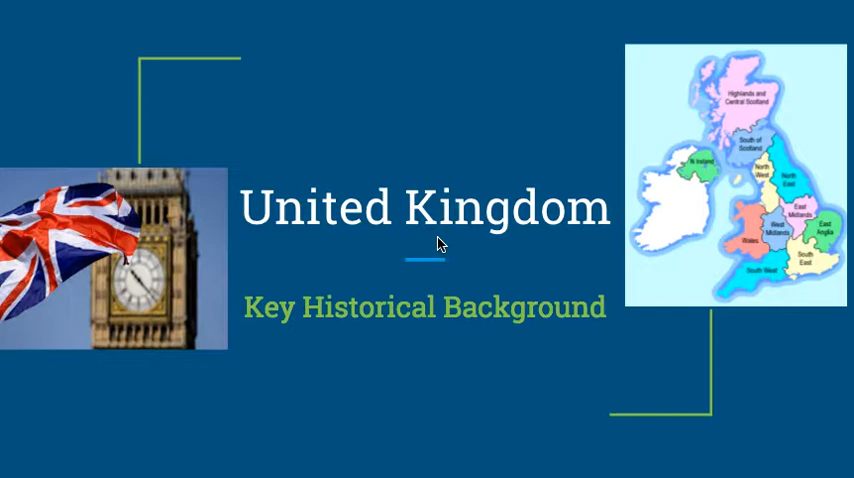 United Kingdom
Key Historical Background
Highlands and
Central Scotland
South of
Scotland
N Ireland
North
West
North
East
East
Midlands
West
Midlands
East
Anglia
Wales
South
East
South West